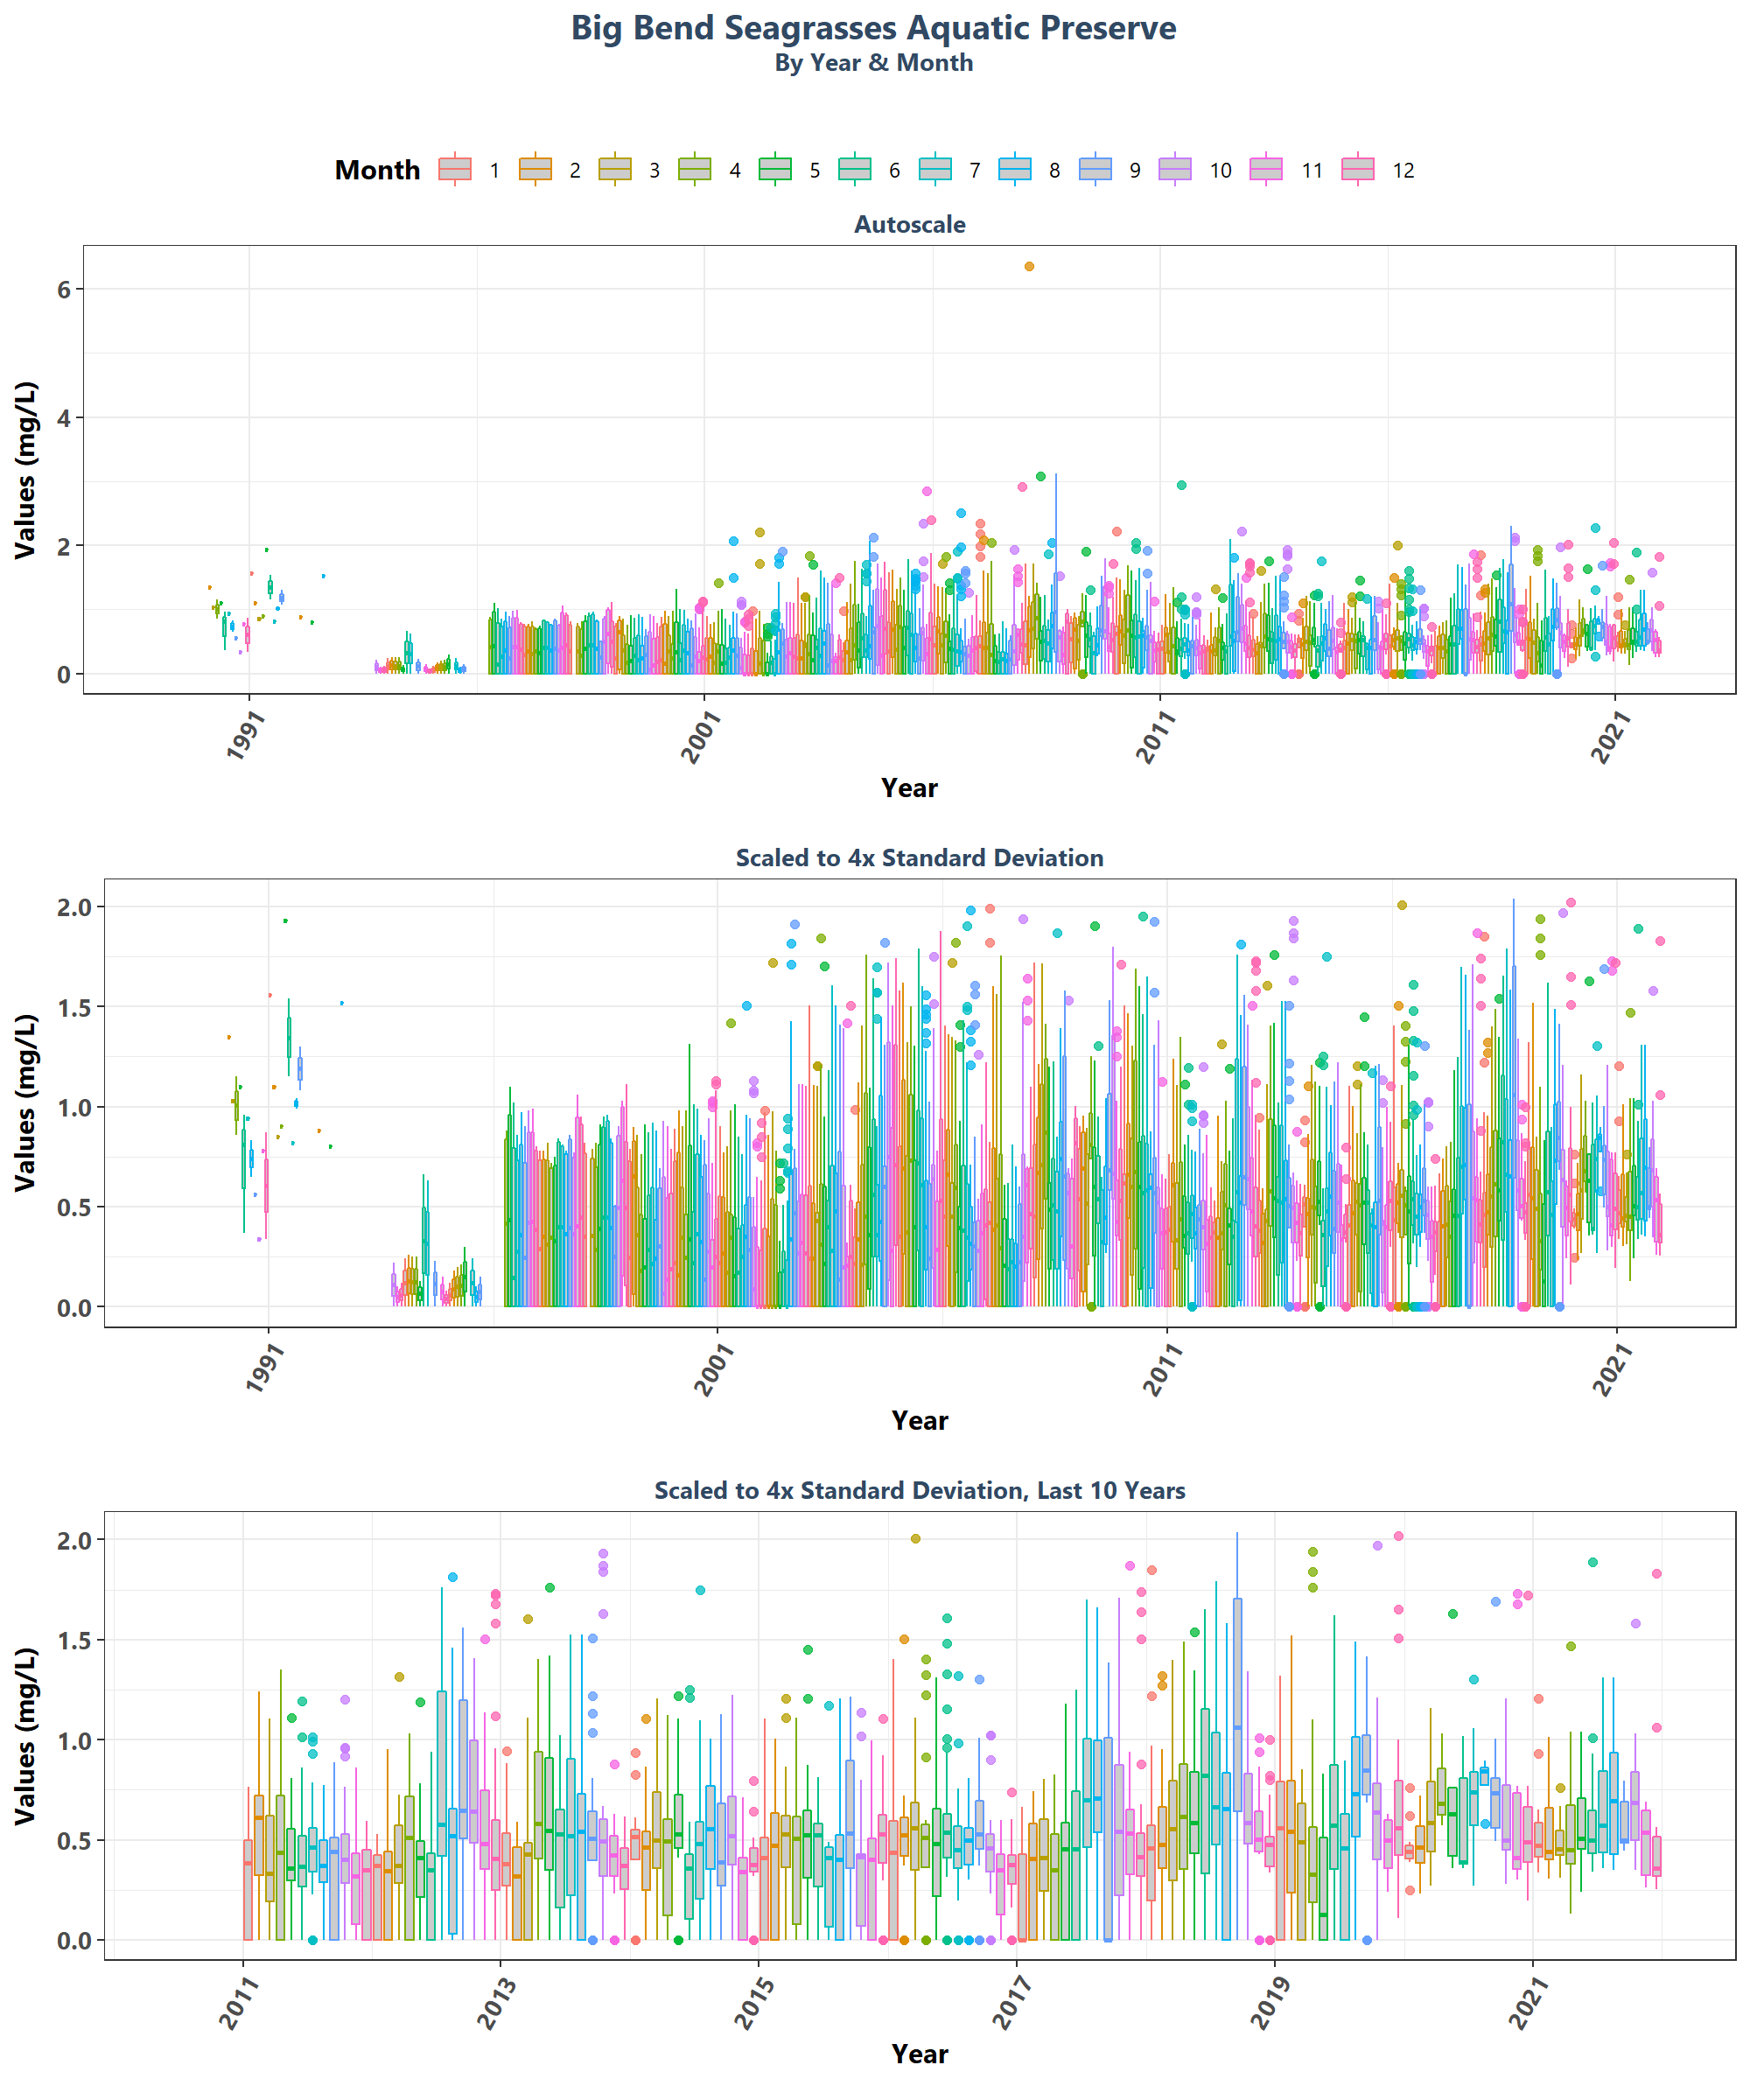 Big Bend Seagrasses Aquatic Preserve
By Year & Month
Month 1 2 3 4 5 6 7 8 9 10 11 12
Autoscale
Values (mg/L)
6
4
2
0
1991 2001 2011 2021
Year
Scaled to 4x Standard Deviation
Values (mg/L)
2.0
1.5
1.0
0.5
0.0
1991 2001 2011 2021
Year
Scaled to 4x Standard Deviation, Last 10 Years
Values (mg/L)
2.0
1.5
1.0
0.5
0.0
2011 2013 2015 2017 2019 2021
Year